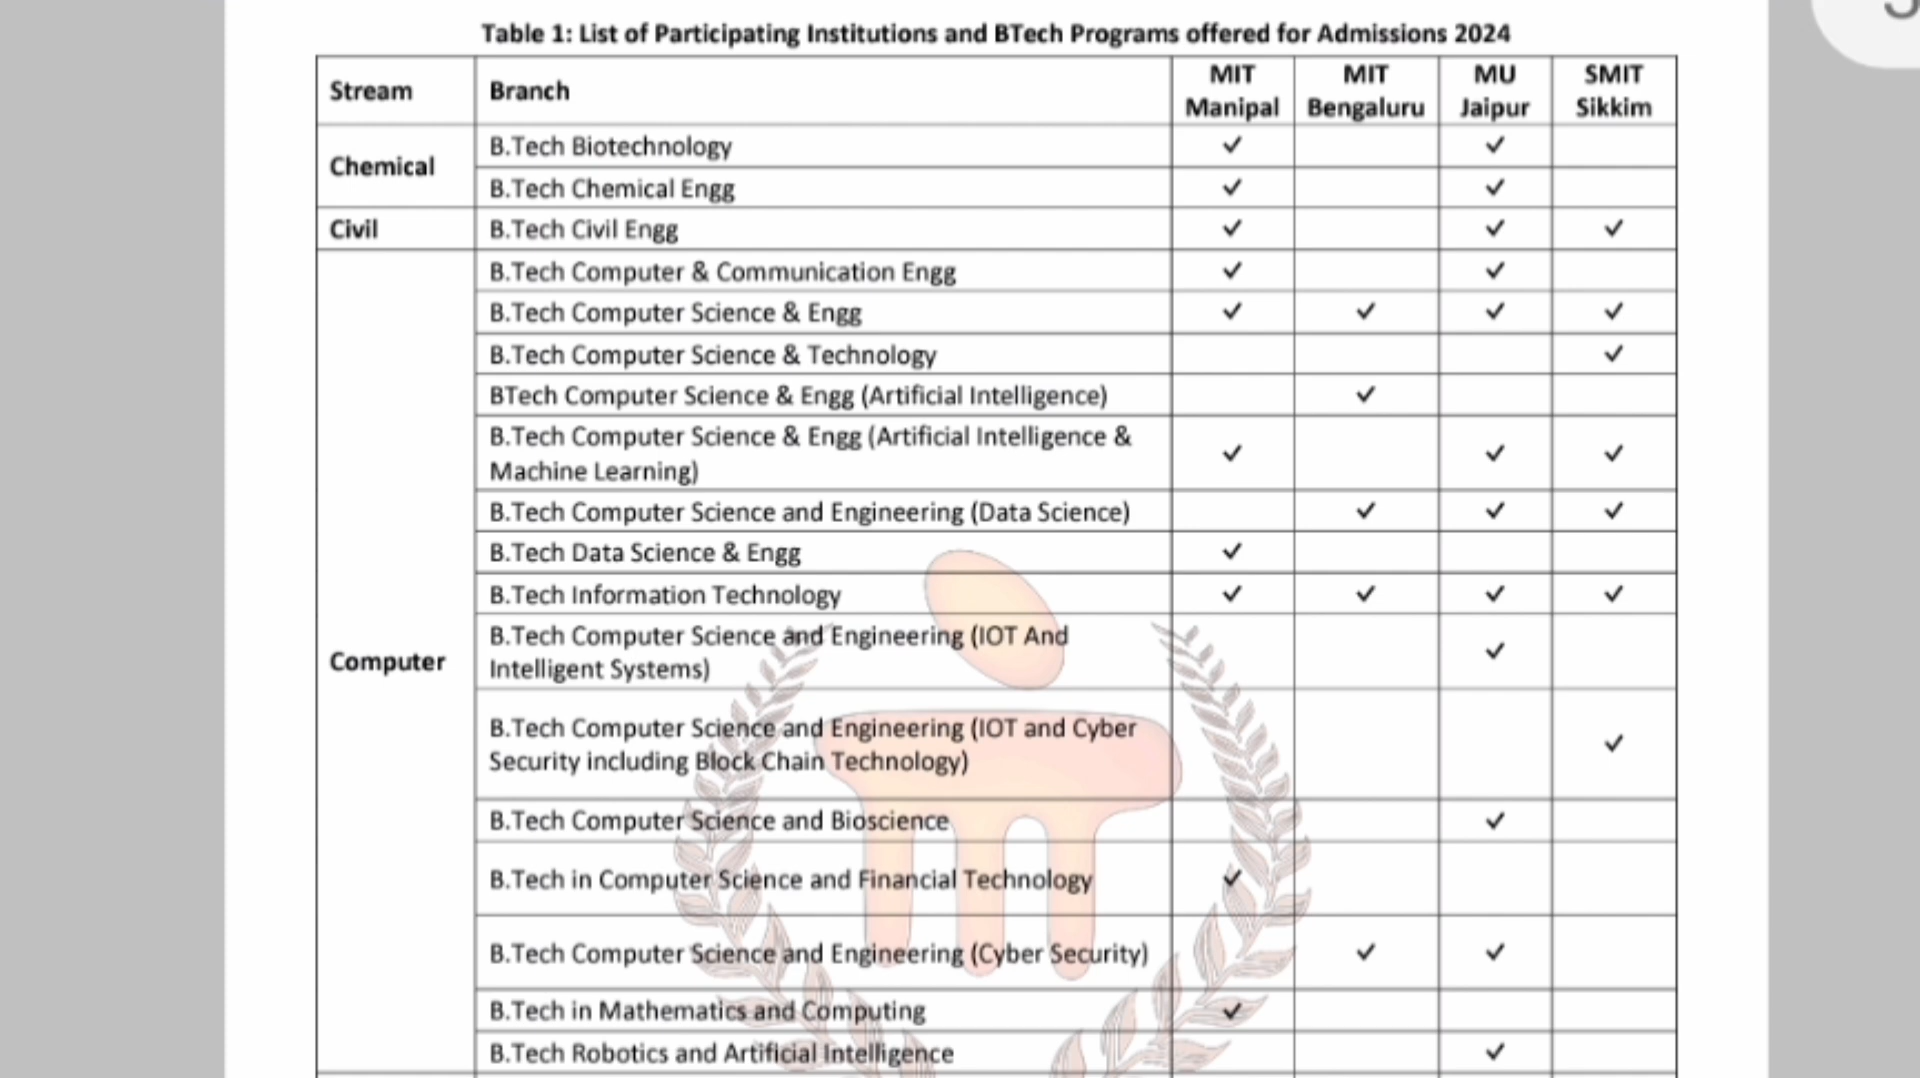 Table 1: List of Participating Institutions and BTech Programs offered for Admissions 2024
Stream Branch MIT Manipal MIT Bengaluru MU Jaipur SMIT Sikkim
Chemical
B.Tech Biotechnology ✓ ✓
B.Tech Chemical Engg ✓ ✓
Civil B.Tech Civil Engg ✓ ✓ ✓
Computer
B.Tech Computer & Communication Engg ✓ ✓
B.Tech Computer Science & Engg ✓ ✓ ✓ ✓
B.Tech Computer Science & Technology ✓
BTech Computer Science & Engg (Artificial Intelligence) ✓
B.Tech Computer Science & Engg (Artificial Intelligence &
Machine Learning) ✓ ✓ ✓
B.Tech Computer Science and Engineering (Data Science) ✓ ✓ ✓
B.Tech Data Science & Engg ✓
B.Tech Information Technology ✓ ✓ ✓ ✓
B.Tech Computer Science and Engineering (IOT And
Intelligent Systems) ✓
B.Tech Computer Science and Engineering (IOT and Cyber
Security including Block Chain Technology) ✓
B.Tech Computer Science and Bioscience ✓
B.Tech in Computer Science and Financial Technology ✓
B.Tech Computer Science and Engineering (Cyber Security) ✓ ✓
B.Tech in Mathematics and Computing ✓
B.Tech Robotics and Artificial Intelligence ✓